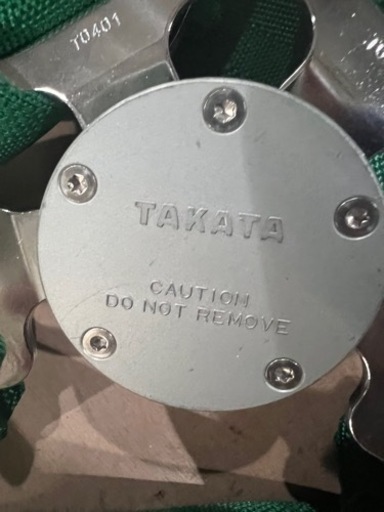 T0401
TAKATA
CAUTION
DO NOT REMOVE